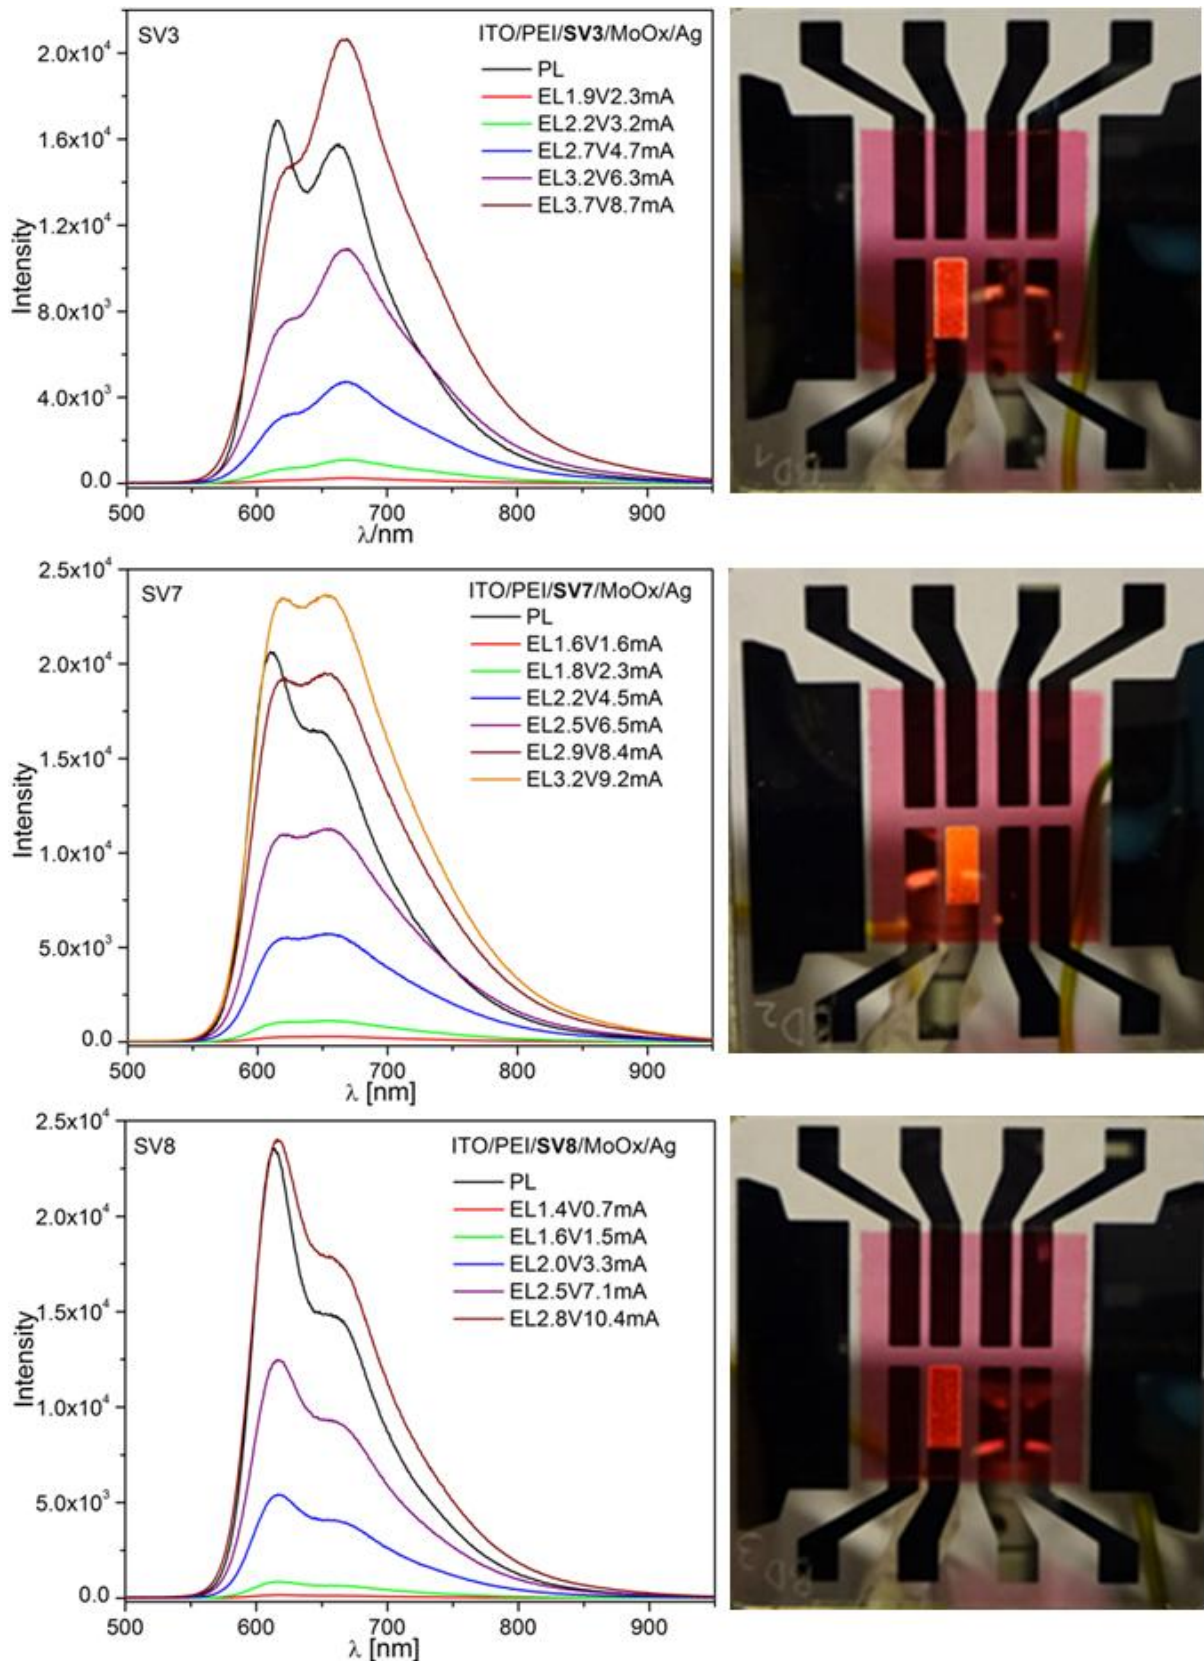 SV3
ITO/PEI/SV3/MoOx/Ag
PL
EL1.9V2.3mA
EL2.2V3.2mA
EL2.7V4.7mA
EL3.2V6.3mA
EL3.7V8.7mA
Intensity
2.0x10⁴
1.6x10⁴
1.2x10⁴
8.0x10³
4.0x10³
0.0
500 600 700 800 900
λ/nm
BD1
SV7
ITO/PEI/SV7/MoOx/Ag
PL
EL1.6V1.6mA
EL1.8V2.3mA
EL2.2V4.5mA
EL2.5V6.5mA
EL2.9V8.4mA
EL3.2V9.2mA
Intensity
2.5x10⁴
2.0x10⁴
1.5x10⁴
1.0x10⁴
5.0x10³
0.0
500 600 700 800 900
λ [nm]
BD2
SV8
ITO/PEI/SV8/MoOx/Ag
PL
EL1.4V0.7mA
EL1.6V1.5mA
EL2.0V3.3mA
EL2.5V7.1mA
EL2.8V10.4mA
Intensity
2.5x10⁴
2.0x10⁴
1.5x10⁴
1.0x10⁴
5.0x10³
0.0
500 600 700 800 900
λ [nm]
BD3